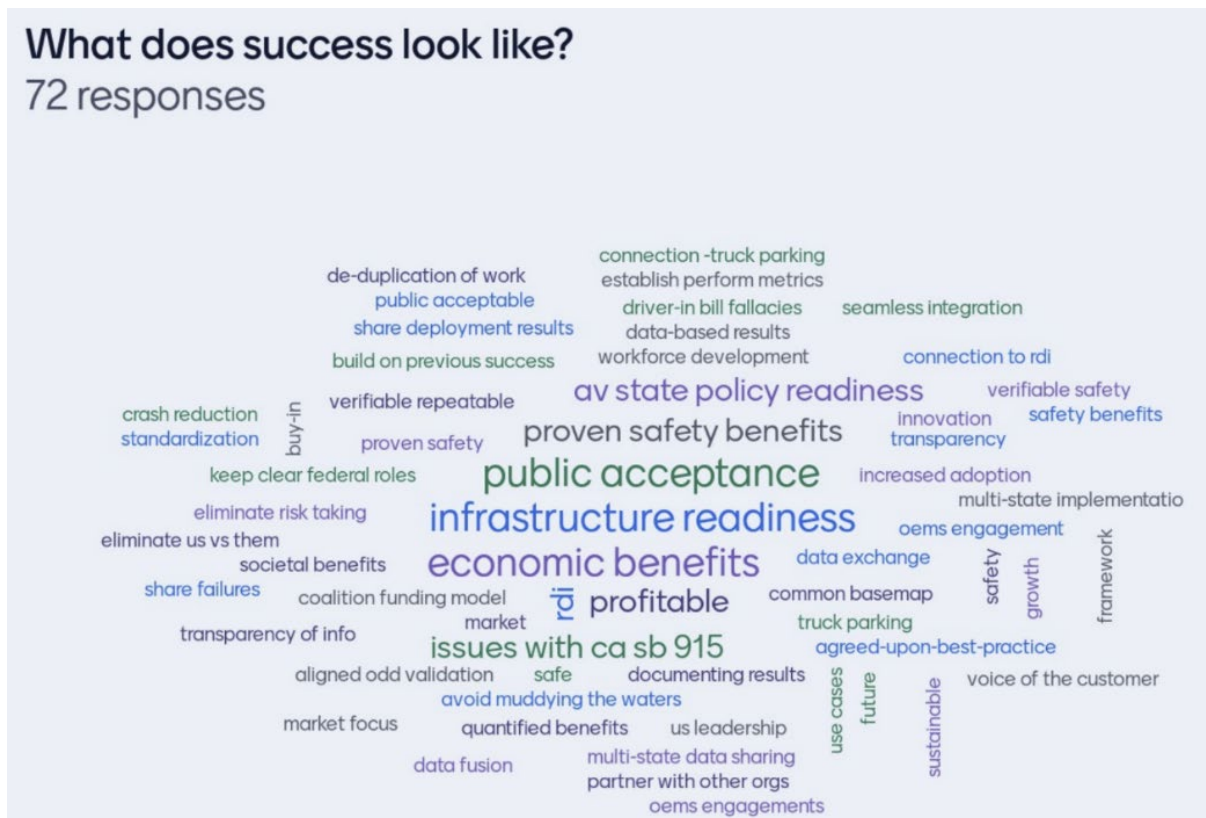 What does success look like?
72 responses
connection -truck parking
de-duplication of work
establish perform metrics
public acceptable
driver-in bill fallacies
seamless integration
share deployment results
data-based results
build on previous success
workforce development
connection to rdi
av state policy readiness
verifiable safety
crash reduction
buy-in
verifiable repeatable
innovation
safety benefits
standardization
proven safety
proven safety benefits
transparency
keep clear federal roles
public acceptance
increased adoption
multi-state implementatio
eliminate risk taking
infrastructure readiness
oems engagement
eliminate us vs them
societal benefits
economic benefits
data exchange
safety
growth
framework
share failures
coalition funding model
rdi
profitable
common basemap
market
truck parking
transparency of info
issues with ca sb 915
agreed-upon-best-practice
aligned odd validation
safe
documenting results
use cases
future
sustainable
voice of the customer
avoid muddying the waters
market focus
quantified benefits
us leadership
data fusion
multi-state data sharing
partner with other orgs
oems engagements